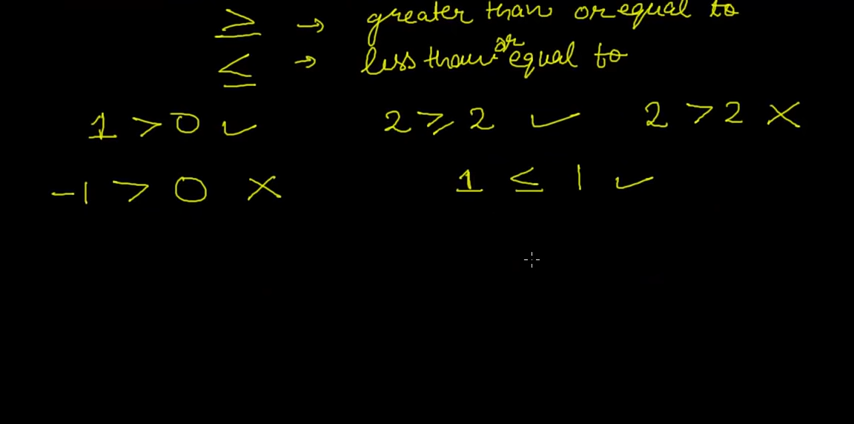 ≥ → greater than or equal to
≤ → less than or equal to
1 > 0 ✓ 2 ≥ 2 ✓ 2 > 2 ✗
-1 > 0 ✗ 1 ≤ 1 ✓